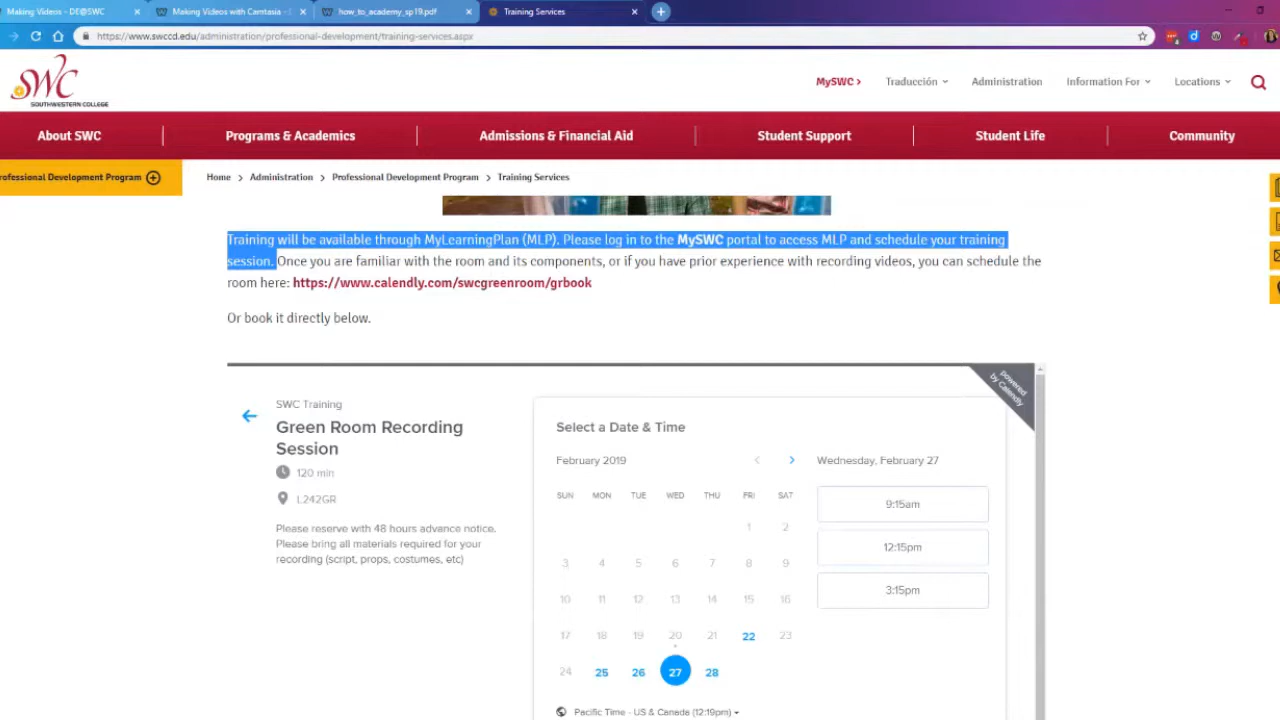 Making Videos - DE@SWC
Making Videos with Camtasia -
how_to_academy_sp19.pdf
Training Services
https://www.swccd.edu/administration/professional-development/training-services.aspx
SWC
SOUTHWESTERN COLLEGE
MySWC >
Traducción
Administration
Information For
Locations
About SWC
Programs & Academics
Admissions & Financial Aid
Student Support
Student Life
Community
rofessional Development Program
Home > Administration > Professional Development Program > Training Services
Training will be available through MyLearningPlan (MLP). Please log in to the MySWC portal to access MLP and schedule your training
session. Once you are familiar with the room and its components, or if you have prior experience with recording videos, you can schedule the
room here: https://www.calendly.com/swcgreenroom/grbook
Or book it directly below.
powered
by Calendly
SWC Training
Green Room Recording
Session
120 min
L242GR
Please reserve with 48 hours advance notice.
Please bring all materials required for your
recording (script, props, costumes, etc)
Select a Date & Time
February 2019
SUN MON TUE WED THU FRI SAT
1 2
3 4 5 6 7 8 9
10 11 12 13 14 15 16
17 18 19 20 21 22 23
24 25 26 27 28
Pacific Time - US & Canada (12:19pm)
Wednesday, February 27
9:15am
12:15pm
3:15pm